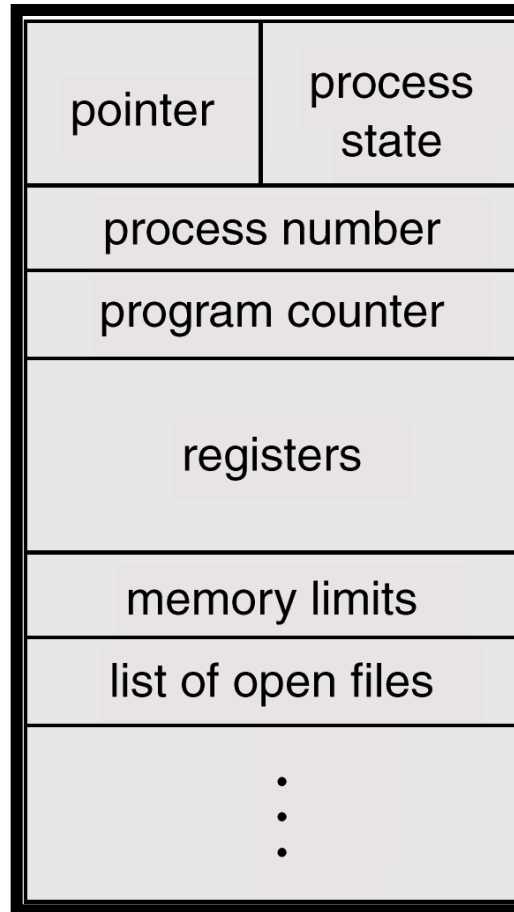 pointer
process
state
process number
program counter
registers
memory limits
list of open files
.
.
.